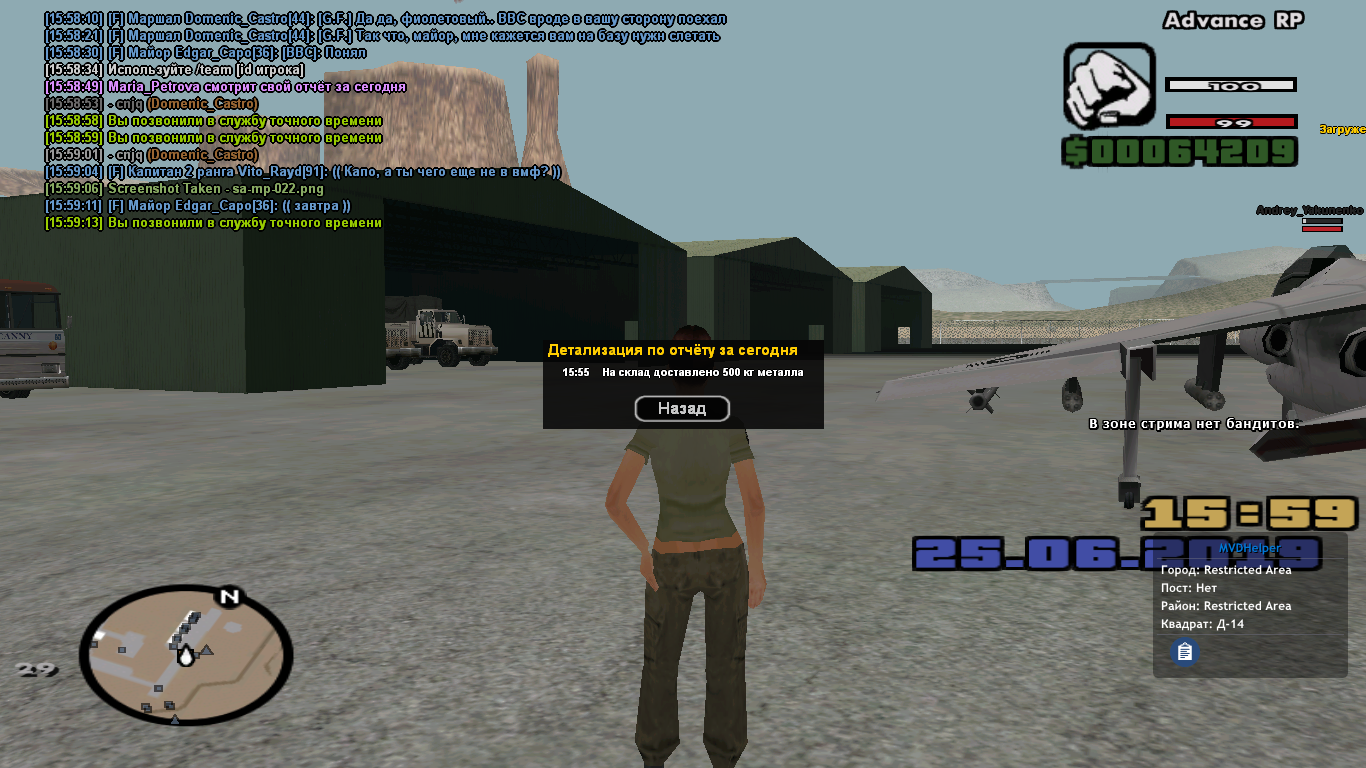 [15:58:10] [F] Маршал Domenic_Castro[44]: [G.F.] Да да, фиолетовый.. ВВС вроде в вашу сторону поехал
[15:58:21] [F] Маршал Domenic_Castro[44]: [G.F.] Так что, майор, мне кажется вам на базу нужн слетать
[15:58:30] [F] Майор Edgar_Capo[36]: [ВВС]: Понял
[15:58:34] Используйте /team [id игрока]
[15:58:49] Maria_Petrova смотрит свой отчёт за сегодня
[15:58:53] - cnjq (Domenic_Castro)
[15:58:58] Вы позвонили в службу точного времени
[15:58:59] Вы позвонили в службу точного времени
[15:59:01] - cnjq (Domenic_Castro)
[15:59:04] [F] Капитан 2 ранга Vito_Rayd[91]: (( Капо, а ты чего еще не в вмф? ))
[15:59:06] Screenshot Taken - sa-mp-022.png
[15:59:11] [F] Майор Edgar_Capo[36]: (( завтра ))
[15:59:13] Вы позвонили в службу точного времени
Advance RP
100
99
Загруже
$00064209
Andrey_Yakunenko
Детализация по отчёту за сегодня
15:55 На склад доставлено 500 кг металла
Назад
В зоне стрима нет бандитов.
15:59
25.06.2019
MVDHelper
Город: Restricted Area
Пост: Нет
Район: Restricted Area
Квадрат: Д-14
N
29